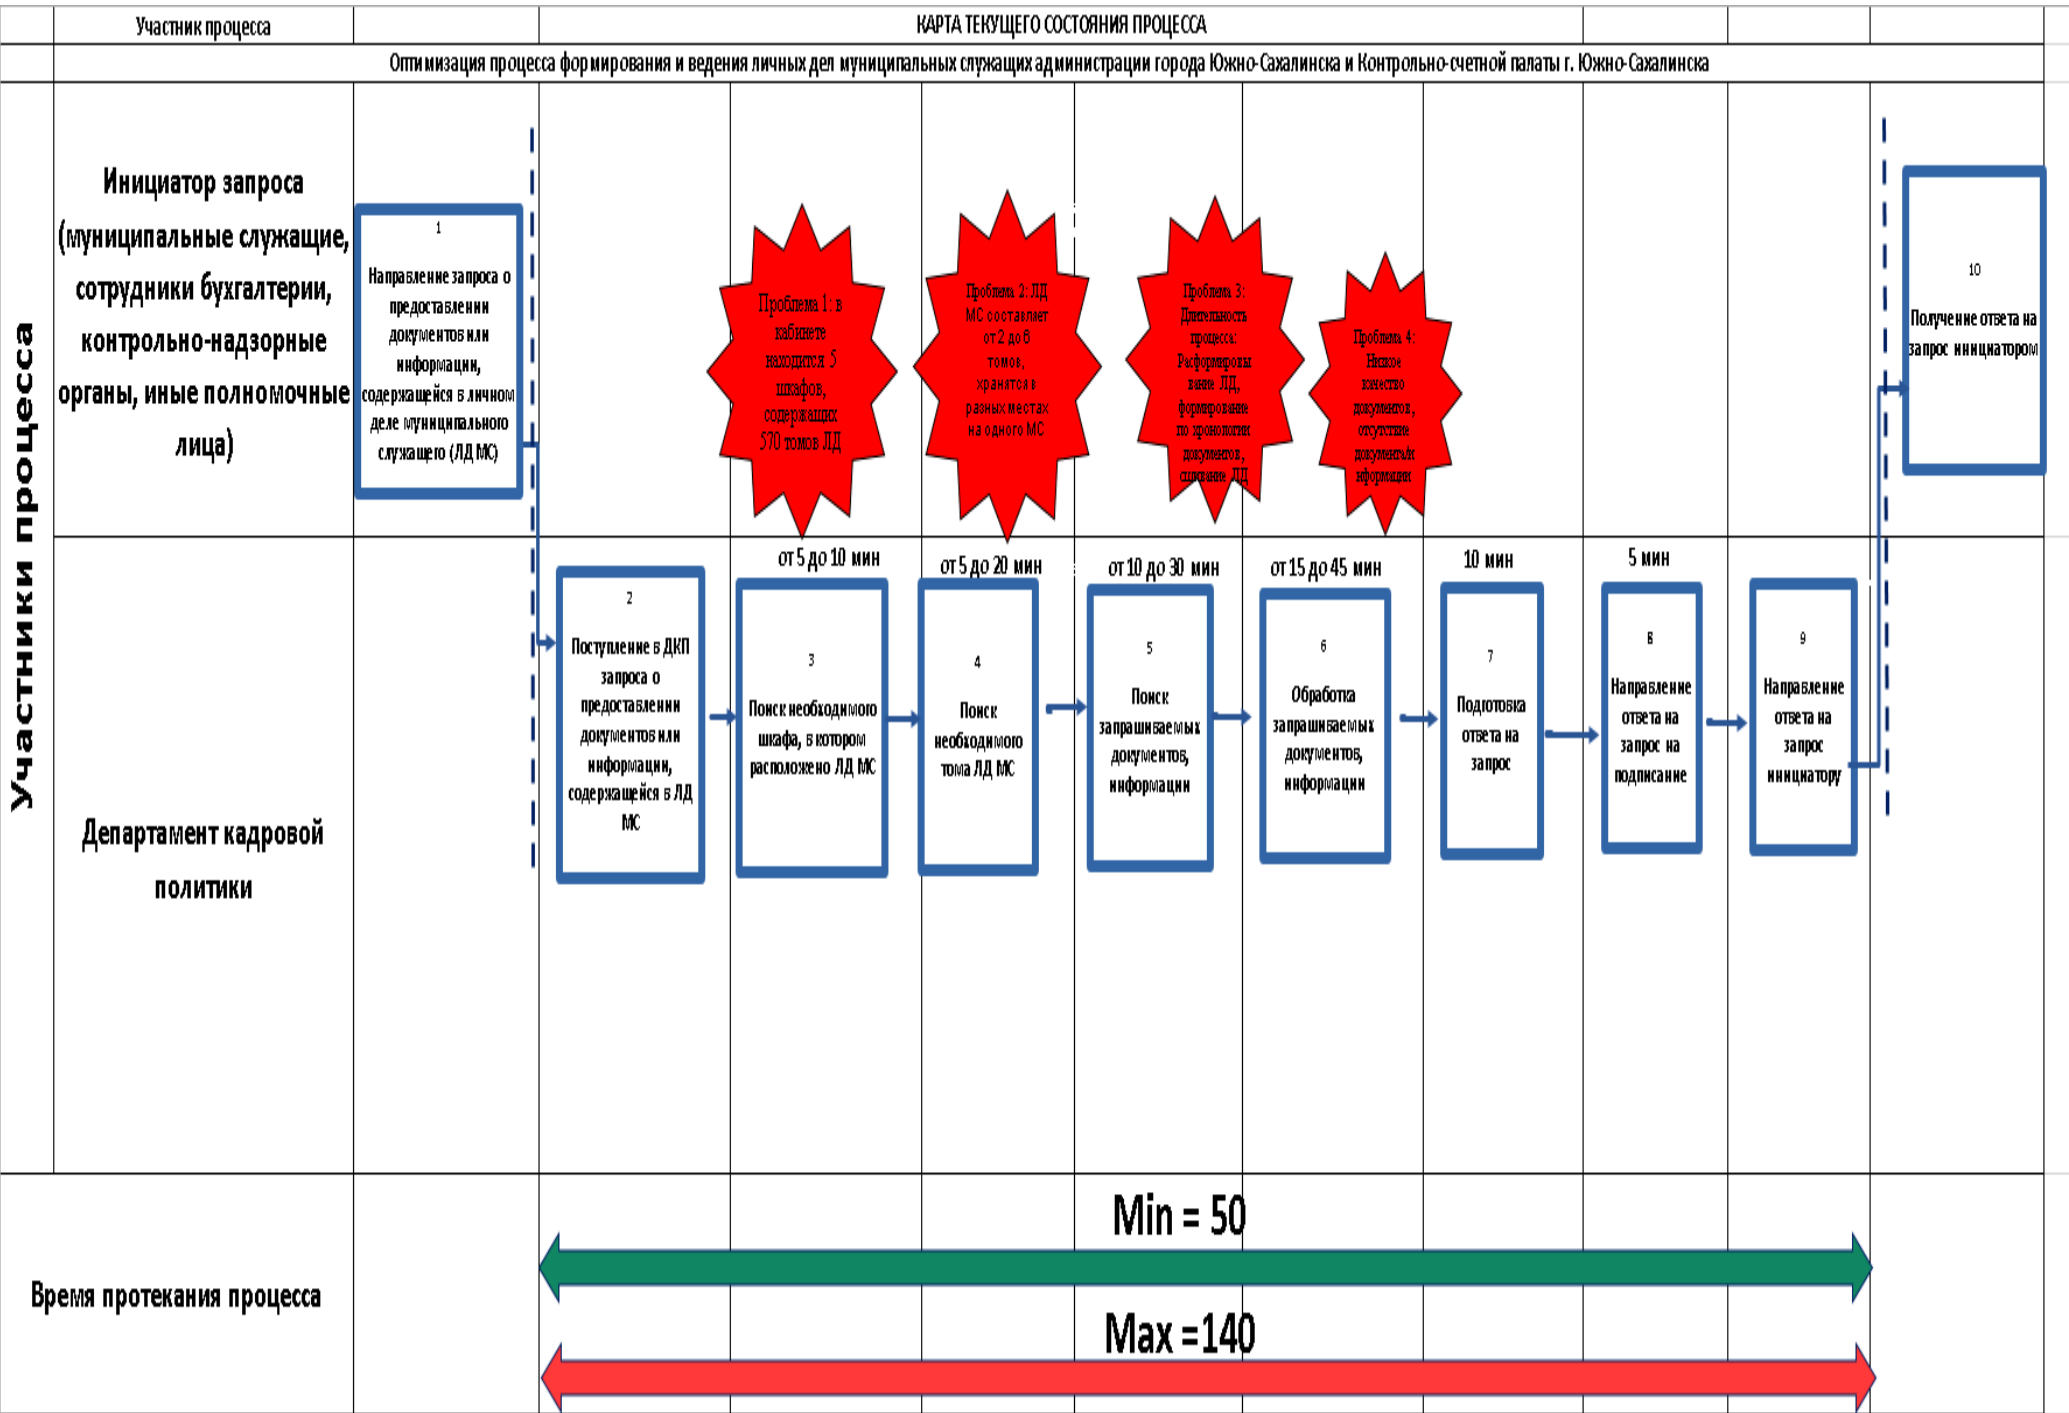 Участник процесса
КАРТА ТЕКУЩЕГО СОСТОЯНИЯ ПРОЦЕССА
Оптимизация процесса формирования и ведения личных дел муниципальных служащих администрации города Южно-Сахалинска и Контрольно-счетной палаты г. Южно-Сахалинска
Участники процесса
Инициатор запроса
(муниципальные служащие,
сотрудники бухгалтерии,
контрольно-надзорные
органы, иные полномочные
лица)
1
Направление запроса о
предоставлении
документов или
информации,
содержащейся в личном
деле муниципального
служащего (ЛД МС)
Проблема 1: в
кабинете
находится 5
шкафов,
содержащих
570 томов ЛД
Проблема 2: ЛД
МС составляет
от 2 до 6
томов,
хранятся в
разных местах
на одного МС
Проблема 3:
Длительность
процесса:
Расформиров
вание ЛД,
формирование
по хронологии
документов,
сшивание ЛД
Проблема 4:
Низкое
качество
документов,
отсутствие
документа/и
нформации
10
Получение ответа на
запрос инициатором
Департамент кадровой
политики
2
Поступление в ДКП
запроса о
предоставлении
документов или
информации,
содержащейся в ЛД
МС
от 5 до 10 мин
3
Поиск необходимого
шкафа, в котором
расположено ЛД МС
от 5 до 20 мин
4
Поиск
необходимого
тома ЛД МС
от 10 до 30 мин
5
Поиск
запрашиваемых
документов,
информации
от 15 до 45 мин
6
Обработка
запрашиваемых
документов,
информации
10 мин
7
Подготовка
ответа на
запрос
5 мин
8
Направление
ответа на
запрос на
подписание
9
Направление
ответа на
запрос
инициатору
Время протекания процесса
Min = 50
Max =140